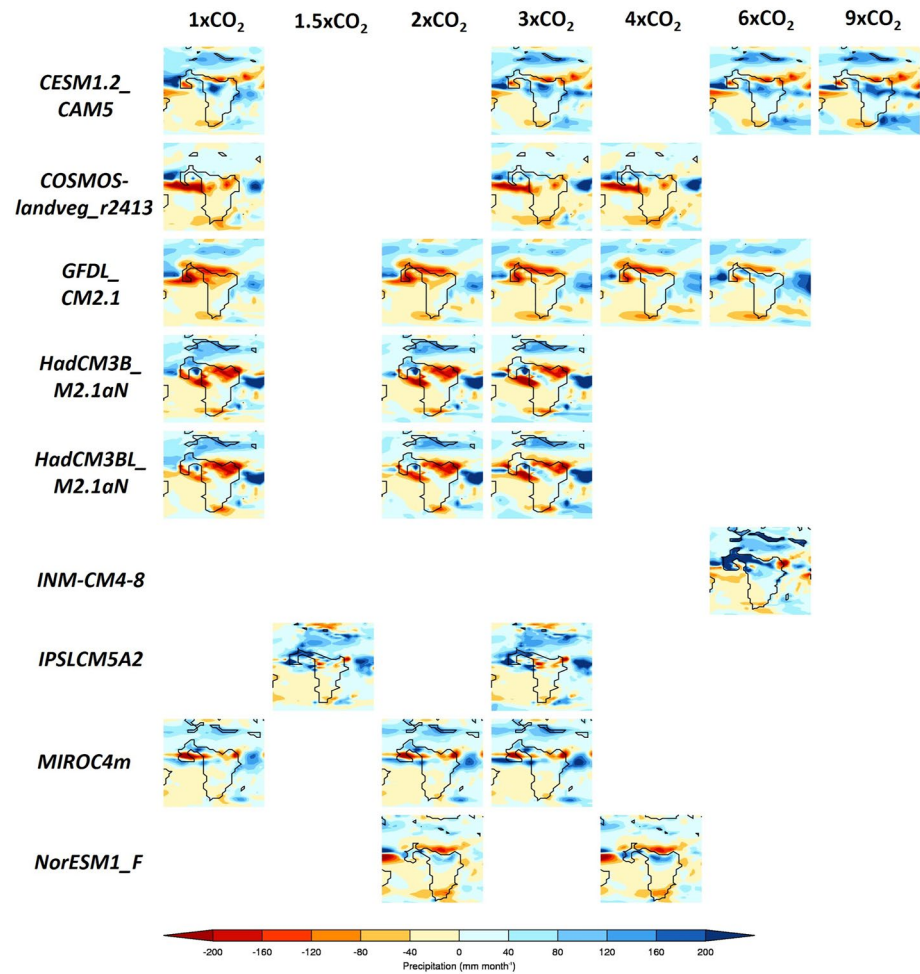 1xCO₂ 1.5xCO₂ 2xCO₂ 3xCO₂ 4xCO₂ 6xCO₂ 9xCO₂
CESM1.2_
CAM5
COSMOS-
landveg_r2413
GFDL_
CM2.1
HadCM3B_
M2.1aN
HadCM3BL_
M2.1aN
INM-CM4-8
IPSLCM5A2
MIROC4m
NorESM1_F
-200 -160 -120 -80 -40 0 40 80 120 160 200
Precipitation (mm month⁻¹)